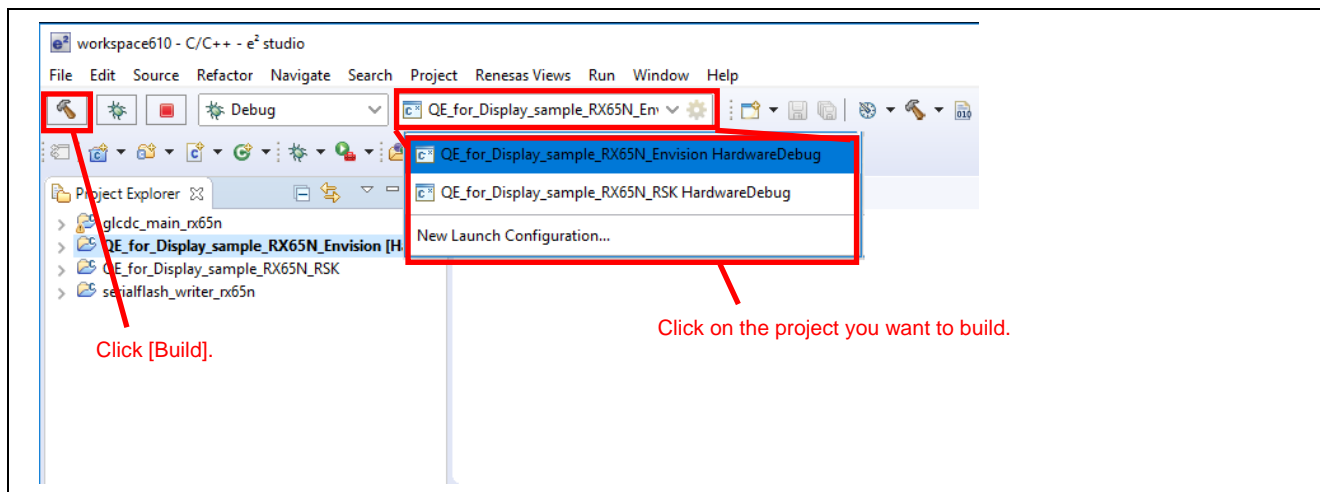 e² workspace610 - C/C++ - e² studio
File Edit Source Refactor Navigate Search Project Renesas Views Run Window Help
Debug QE_for_Display_sample_RX65N_Env 010
QE_for_Display_sample_RX65N_Envision HardwareDebug
Project Explorer QE_for_Display_sample_RX65N_RSK HardwareDebug
glcdc_main_rx65n
New Launch Configuration...
QE_for_Display_sample_RX65N_Envision [H
QE_for_Display_sample_RX65N_RSK
serialflash_writer_rx65n
Click on the project you want to build.
Click [Build].